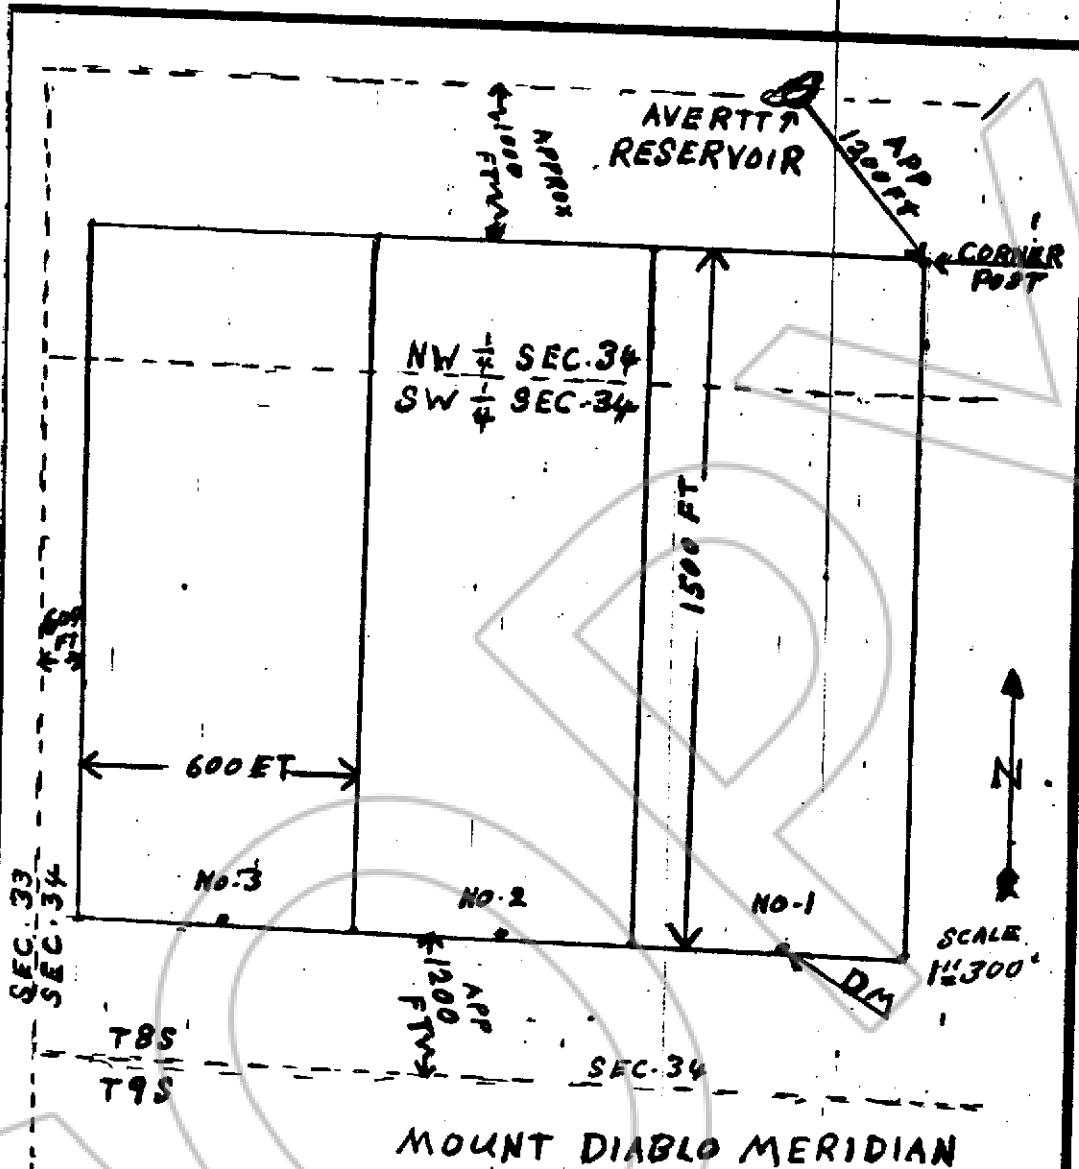 AVERTT
RESERVOIR
APPROX
1000
FT
APP
1200 FT
CORNER
POST
NW 1/4 SEC. 34
SW 1/4 SEC-34
1500 FT
FT
600 FT
N
NO-3
NO-2
NO-1
SEC. 33
SEC. 34
SCALE
1"=300'
DM
APP
1200
FT
T8S
T9S
SEC. 34
MOUNT DIABLO MERIDIAN
COPY